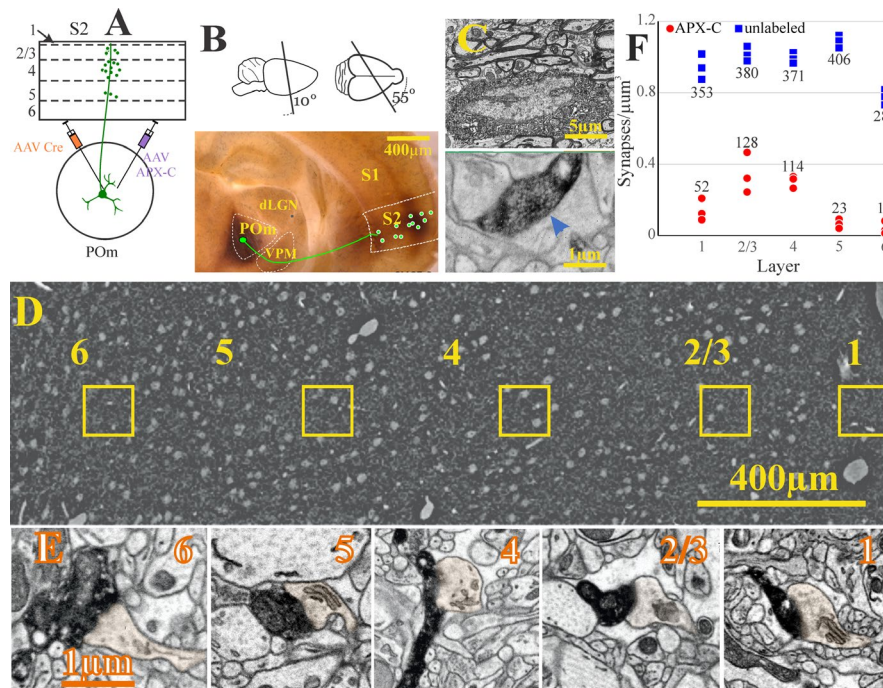 A
S2
1
2/3
4
5
6
AAV Cre
AAV
APX-C
POm
B
10°
55°
400μm
S1
dLGN
S2
POm
VPM
C
5μm
1μm
F
APX-C
unlabeled
Synapses/μm³
1.2
0.8
0.4
0
353
380
371
406
28
52
128
114
23
1
1
2/3
4
5
6
Layer
D
6
5
4
2/3
1
400μm
E
6
5
4
2/3
1
1μm